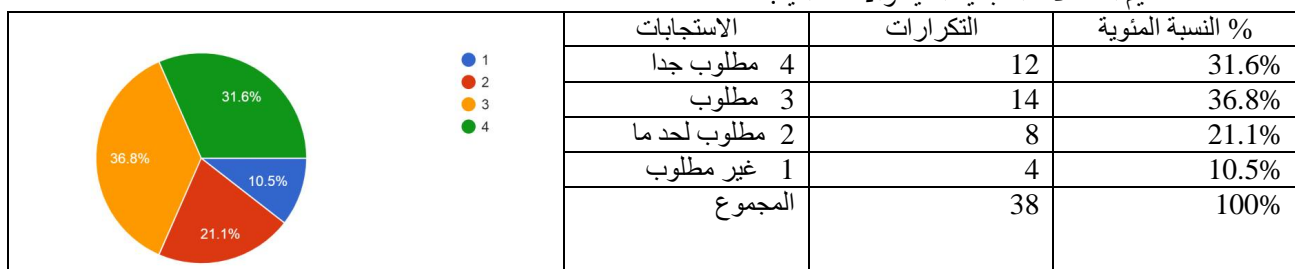 الاستجابات التكرارات % النسبة المئوية
4 مطلوب جدا 12 31.6%
3 مطلوب 14 36.8%
2 مطلوب لحد ما 8 21.1%
1 غير مطلوب 4 10.5%
المجموع 38 100%
1
2
3
4
31.6%
36.8%
10.5%
21.1%